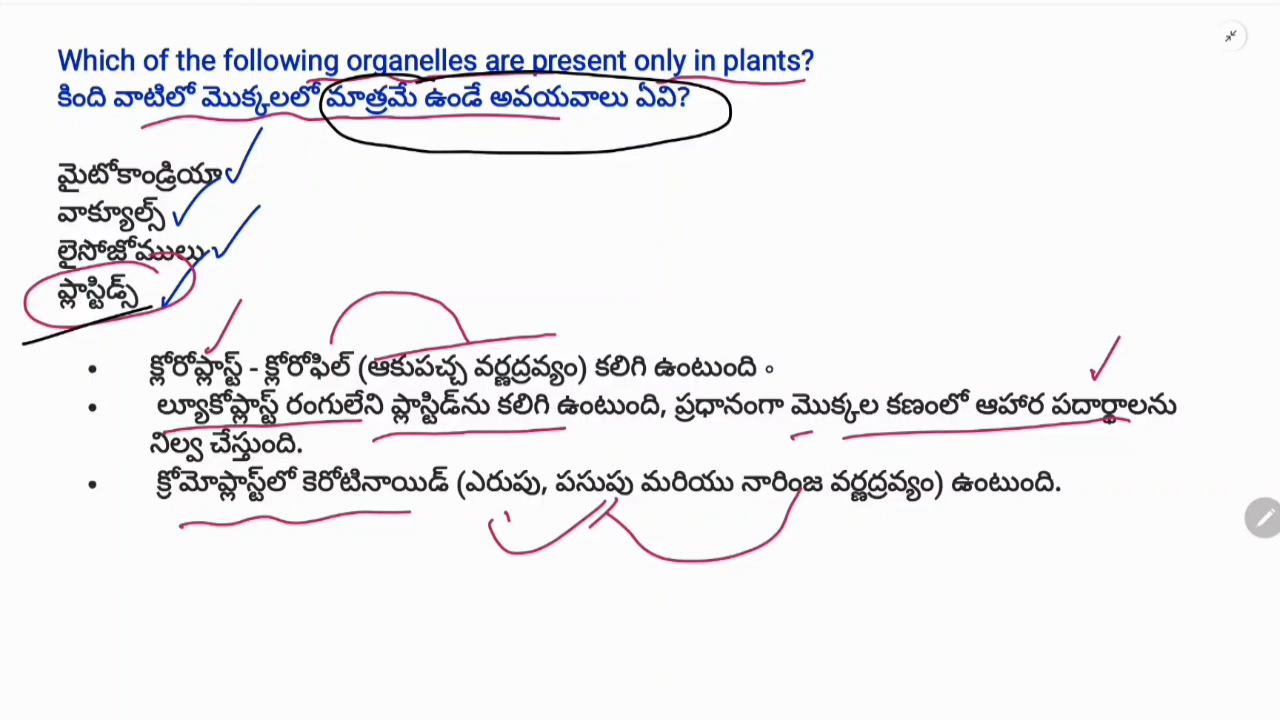 Which of the following organelles are present only in plants?
కింది వాటిలో మొక్కలలో మాత్రమే ఉండే అవయవాలు ఏవి?
మైటోకాండ్రియా
వాక్యూల్స్
లైసోజోములు
ప్లాస్టిడ్స్
• క్లోరోప్లాస్ట్ - క్లోరోఫిల్ (ఆకుపచ్చ వర్ణద్రవ్యం) కలిగి ఉంటుంది ం
• ల్యూకోప్లాస్ట్ రంగులేని ప్లాస్టిడ్‌ను కలిగి ఉంటుంది, ప్రధానంగా మొక్కల కణంలో ఆహార పదార్థాలను
నిల్వ చేస్తుంది.
• క్రోమోప్లాస్ట్‌లో కెరోటినాయిడ్ (ఎరుపు, పసుపు మరియు నారింజ వర్ణద్రవ్యం) ఉంటుంది.